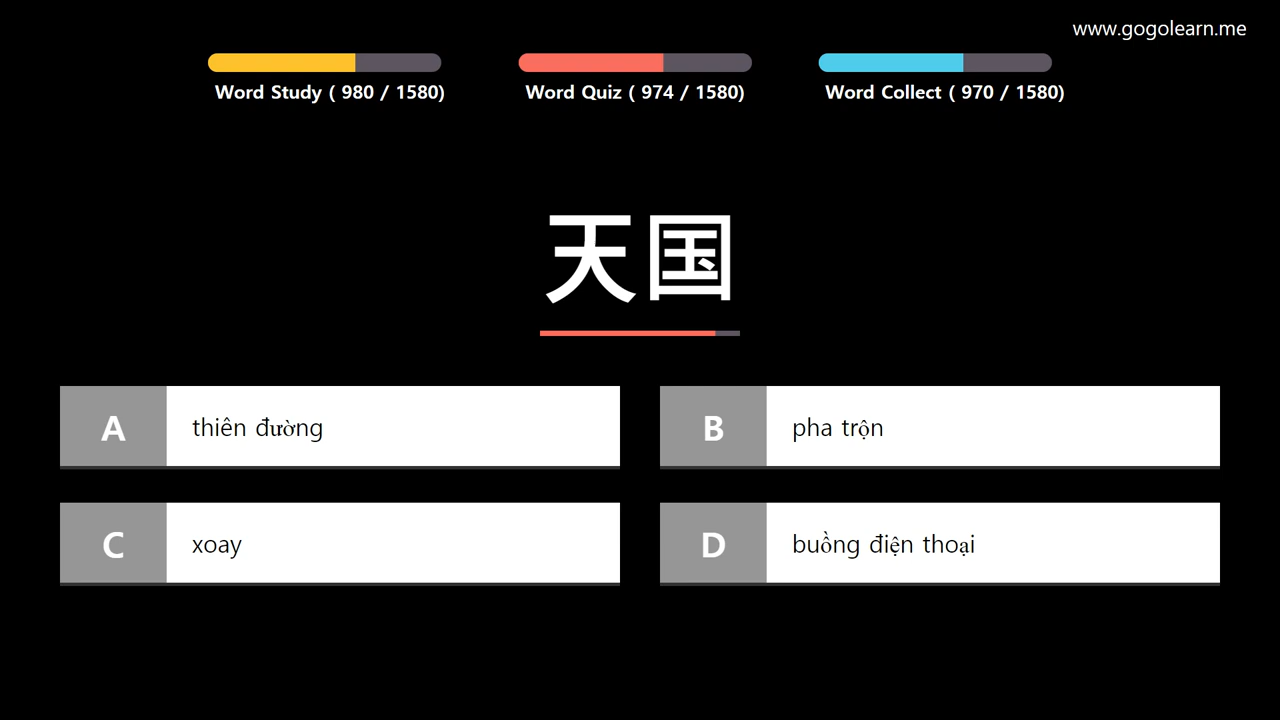 www.gogolearn.me
Word Study ( 980 / 1580)
Word Quiz ( 974 / 1580)
Word Collect ( 970 / 1580)
天国
A thiên đường
B pha trộn
C xoay
D buồng điện thoại